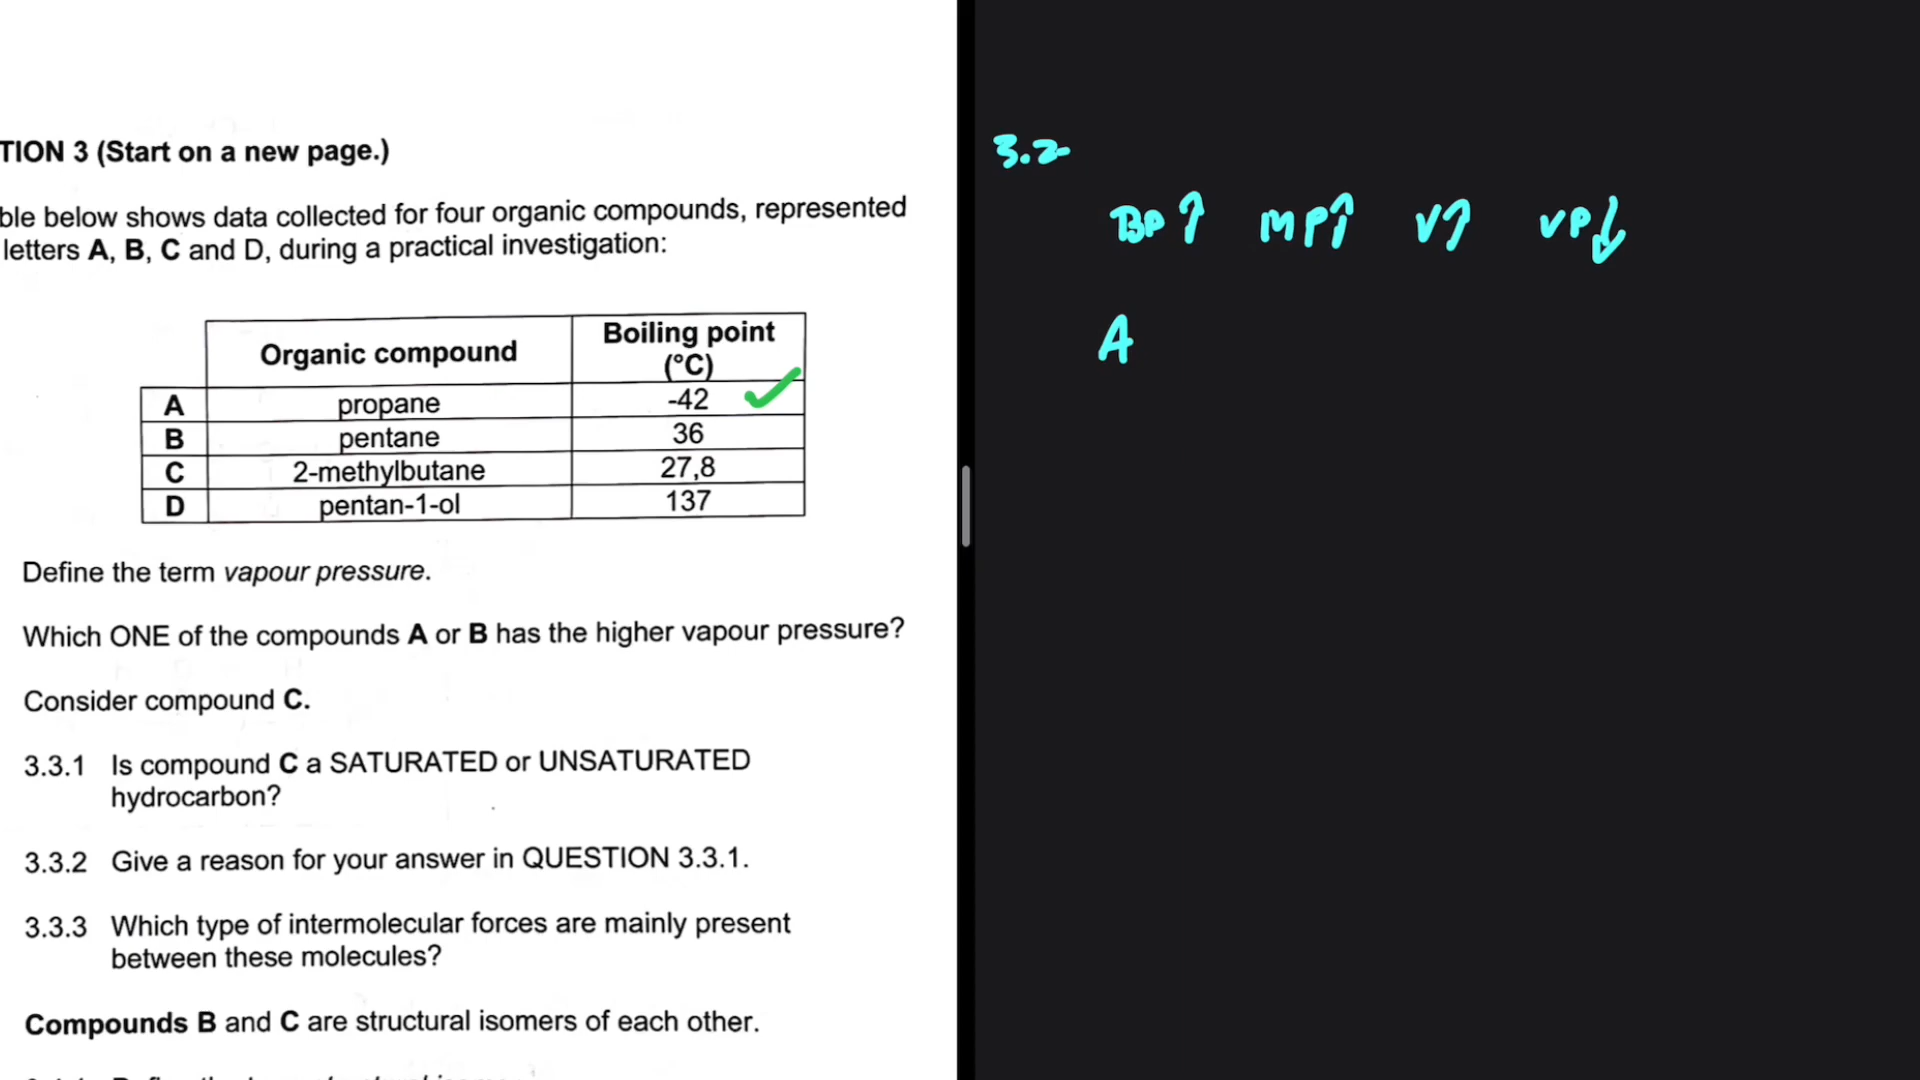 TION 3 (Start on a new page.)
ble below shows data collected for four organic compounds, represented
letters A, B, C and D, during a practical investigation:
Organic compound Boiling point (°C)
A propane -42
B pentane 36
C 2-methylbutane 27,8
D pentan-1-ol 137
Define the term vapour pressure.
Which ONE of the compounds A or B has the higher vapour pressure?
Consider compound C.
3.3.1 Is compound C a SATURATED or UNSATURATED
hydrocarbon?
3.3.2 Give a reason for your answer in QUESTION 3.3.1.
3.3.3 Which type of intermolecular forces are mainly present
between these molecules?
Compounds B and C are structural isomers of each other.
3.2
BP↑ MP↑ V↑ VP↓
A